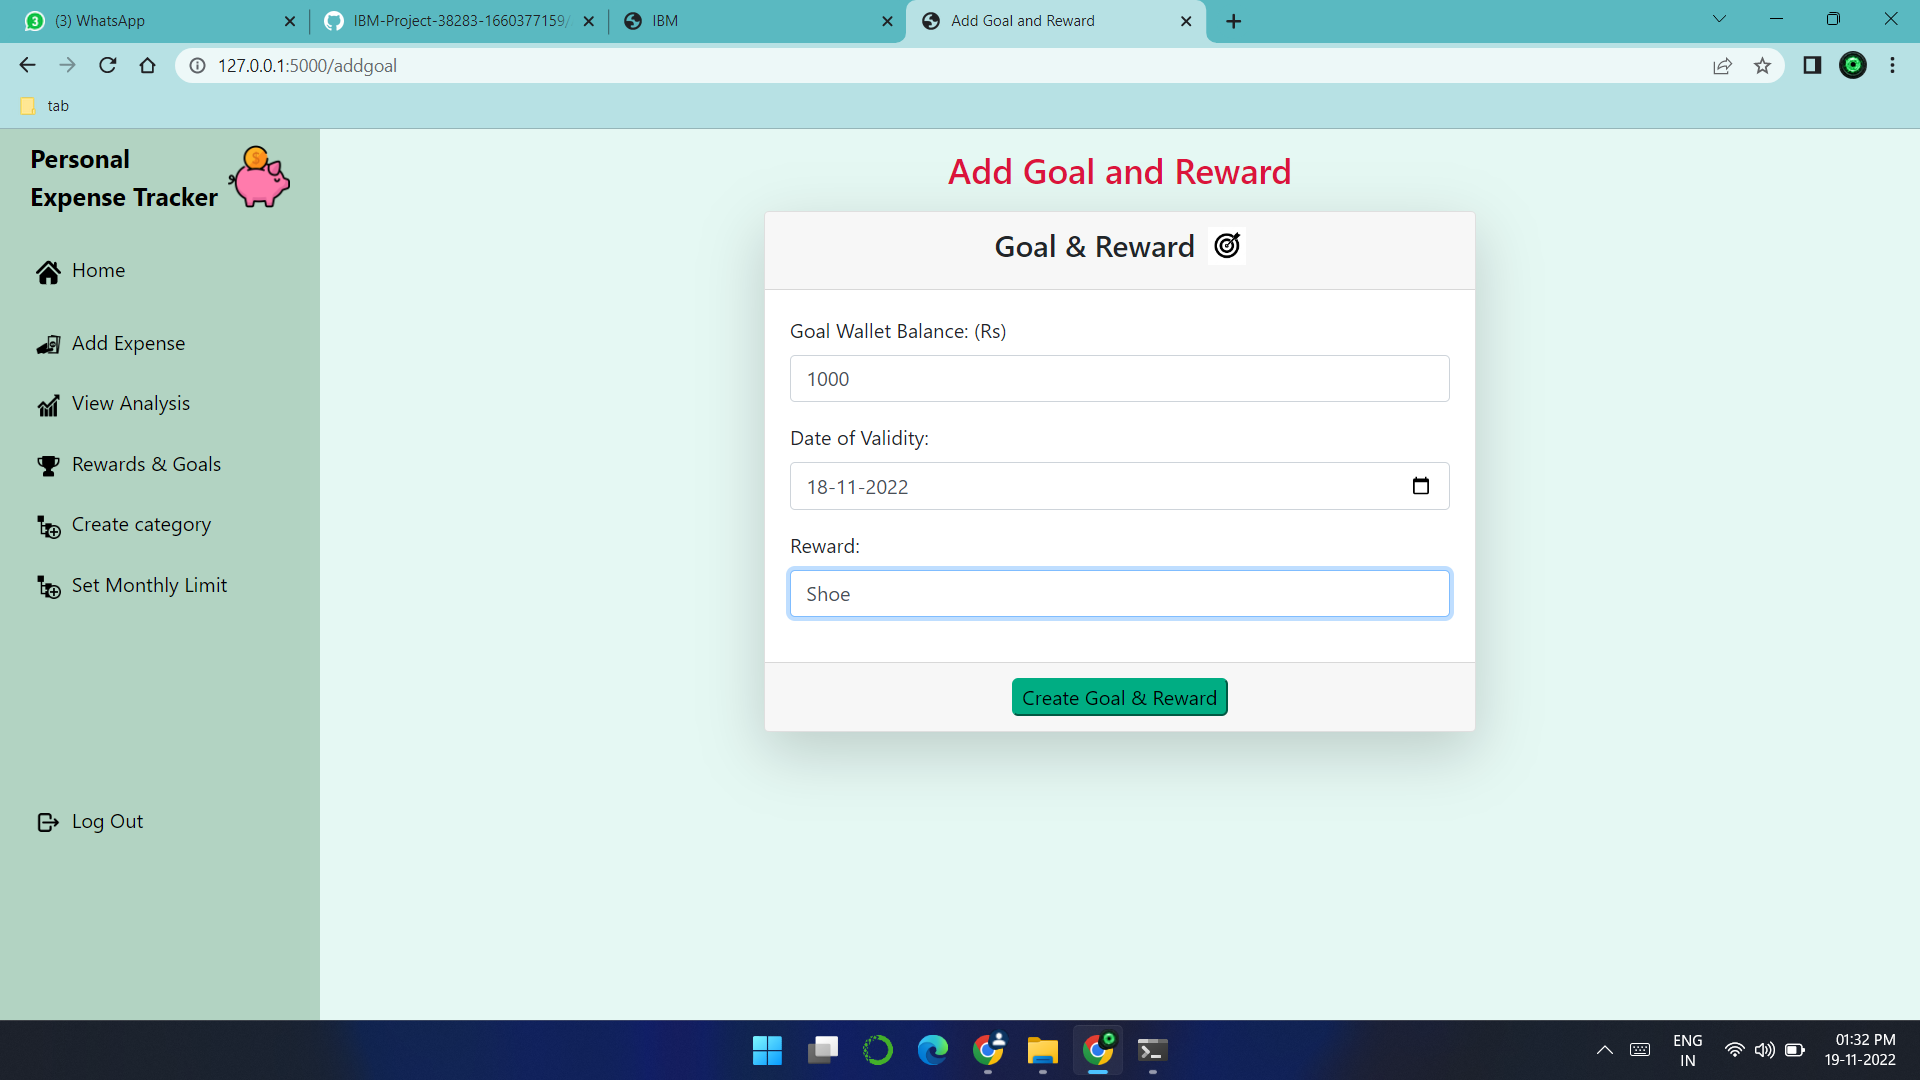 (3) WhatsApp
IBM-Project-38283-1660377159/
IBM
Add Goal and Reward
127.0.0.1:5000/addgoal
tab
Personal
Expense Tracker
Home
Add Expense
View Analysis
Rewards & Goals
Create category
Set Monthly Limit
Log Out
Add Goal and Reward
Goal & Reward
Goal Wallet Balance: (Rs)
1000
Date of Validity:
18-11-2022
Reward:
Shoe
Create Goal & Reward
ENG
IN
01:32 PM
19-11-2022